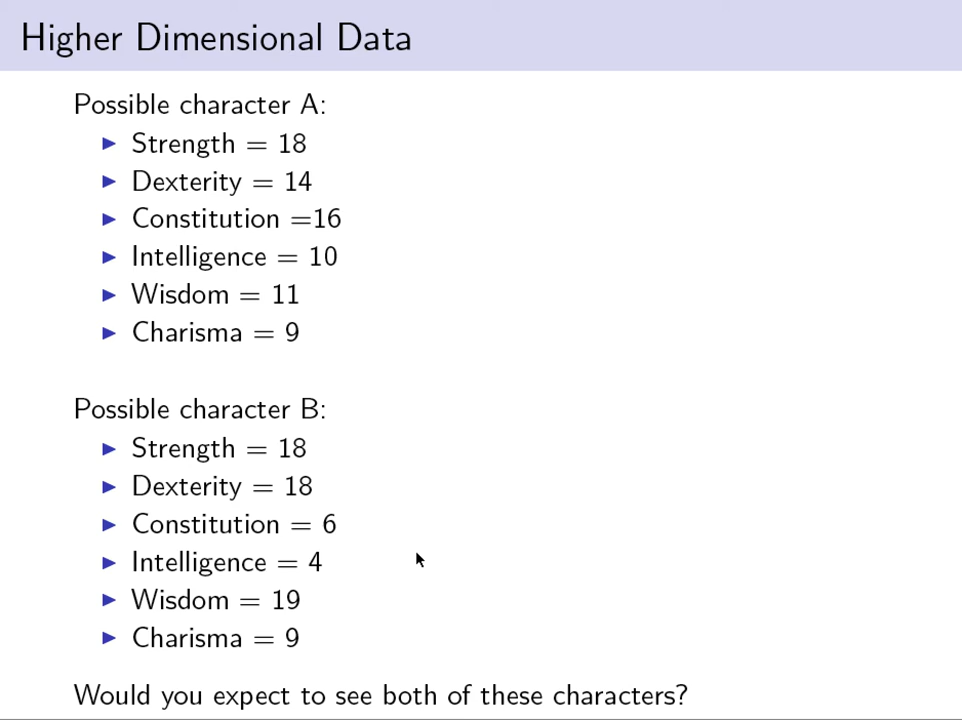 Higher Dimensional Data
Possible character A:
▶ Strength = 18
▶ Dexterity = 14
▶ Constitution =16
▶ Intelligence = 10
▶ Wisdom = 11
▶ Charisma = 9
Possible character B:
▶ Strength = 18
▶ Dexterity = 18
▶ Constitution = 6
▶ Intelligence = 4
▶ Wisdom = 19
▶ Charisma = 9
Would you expect to see both of these characters?